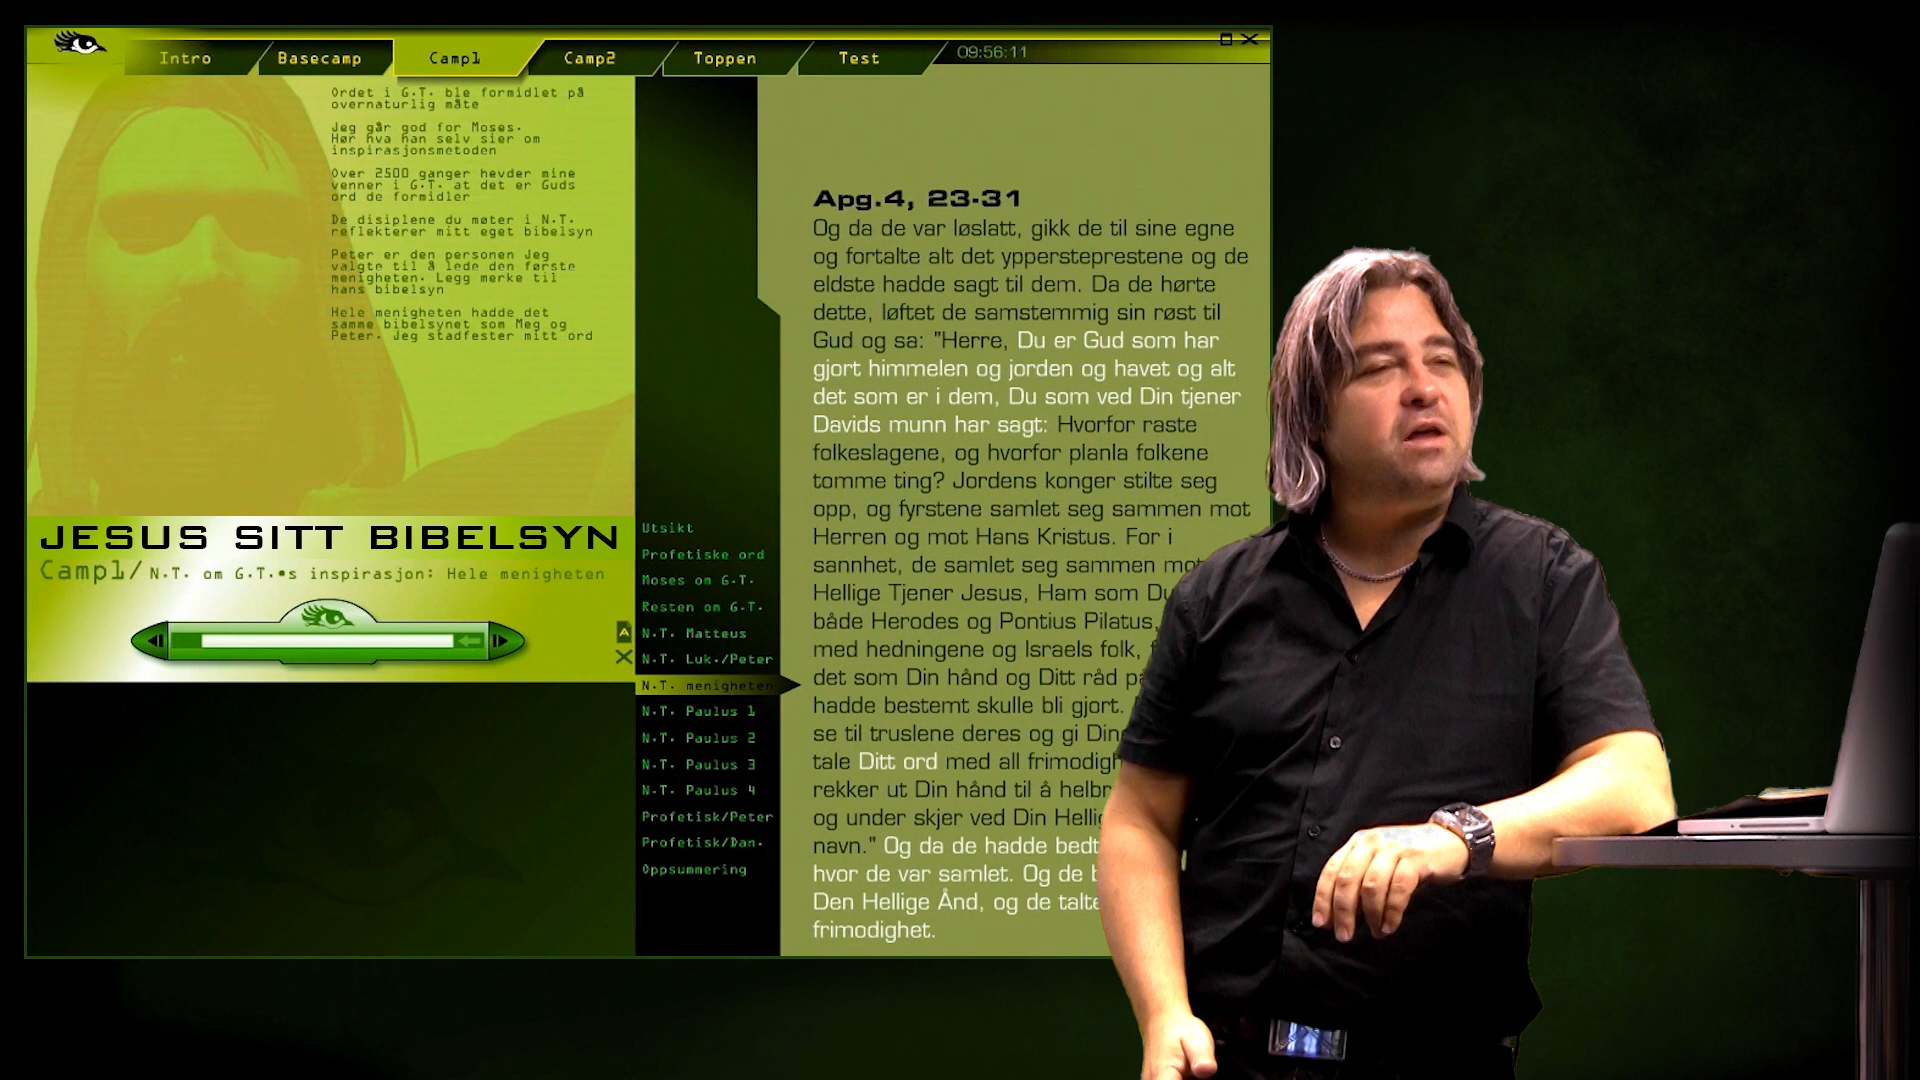 Intro
Basecamp
Camp1
Camp2
Toppen
Test
09:56:11
Ordet i G.T. ble formidlet på
overnaturlig måte
Jeg går god for Moses.
Hør hva han selv sier om
inspirasjonsmetoden
Over 2500 ganger hevder mine
venner i G.T. at det er Guds
ord de formidler
De disiplene du møter i N.T.
reflekterer mitt eget bibelsyn
Peter er den personen Jeg
valgte til å lede den første
menigheten. Legg merke til
hans bibelsyn
Hele menigheten hadde det
samme bibelsynet som Meg og
Peter. Jeg stadfester mitt ord
JESUS SITT BIBELSYN
Camp1/N.T. om G.T.•s inspirasjon: Hele menigheten
A
X
Utsikt
Profetiske ord
Moses om G.T.
Resten om G.T.
N.T. Matteus
N.T. Luk./Peter
N.T. menigheten
N.T. Paulus 1
N.T. Paulus 2
N.T. Paulus 3
N.T. Paulus 4
Profetisk/Peter
Profetisk/Dan.
Oppsummering
Apg.4, 23-31
Og da de var løslatt, gikk de til sine egne
og fortalte alt det yppersteprestene og de
eldste hadde sagt til dem. Da de hørte
dette, løftet de samstemmig sin røst til
Gud og sa: "Herre, Du er Gud som har
gjort himmelen og jorden og havet og alt
det som er i dem, Du som ved Din tjener
Davids munn har sagt: Hvorfor raste
folkeslagene, og hvorfor planla folkene
tomme ting? Jordens konger stilte seg
opp, og fyrstene samlet seg sammen mot
Herren og mot Hans Kristus. For i
sannhet, de samlet seg sammen mot
Hellige Tjener Jesus, Ham som Du
både Herodes og Pontius Pilatus,
med hedningene og Israels folk,
det som Din hånd og Ditt råd
hadde bestemt skulle bli gjort.
se til truslene deres og gi
tale Ditt ord med all
rekker ut Din hånd til å
og under skjer ved Din
navn." Og da de hadde
hvor de var samlet. Og de
Den Hellige Ånd, og de talte
frimodighet.